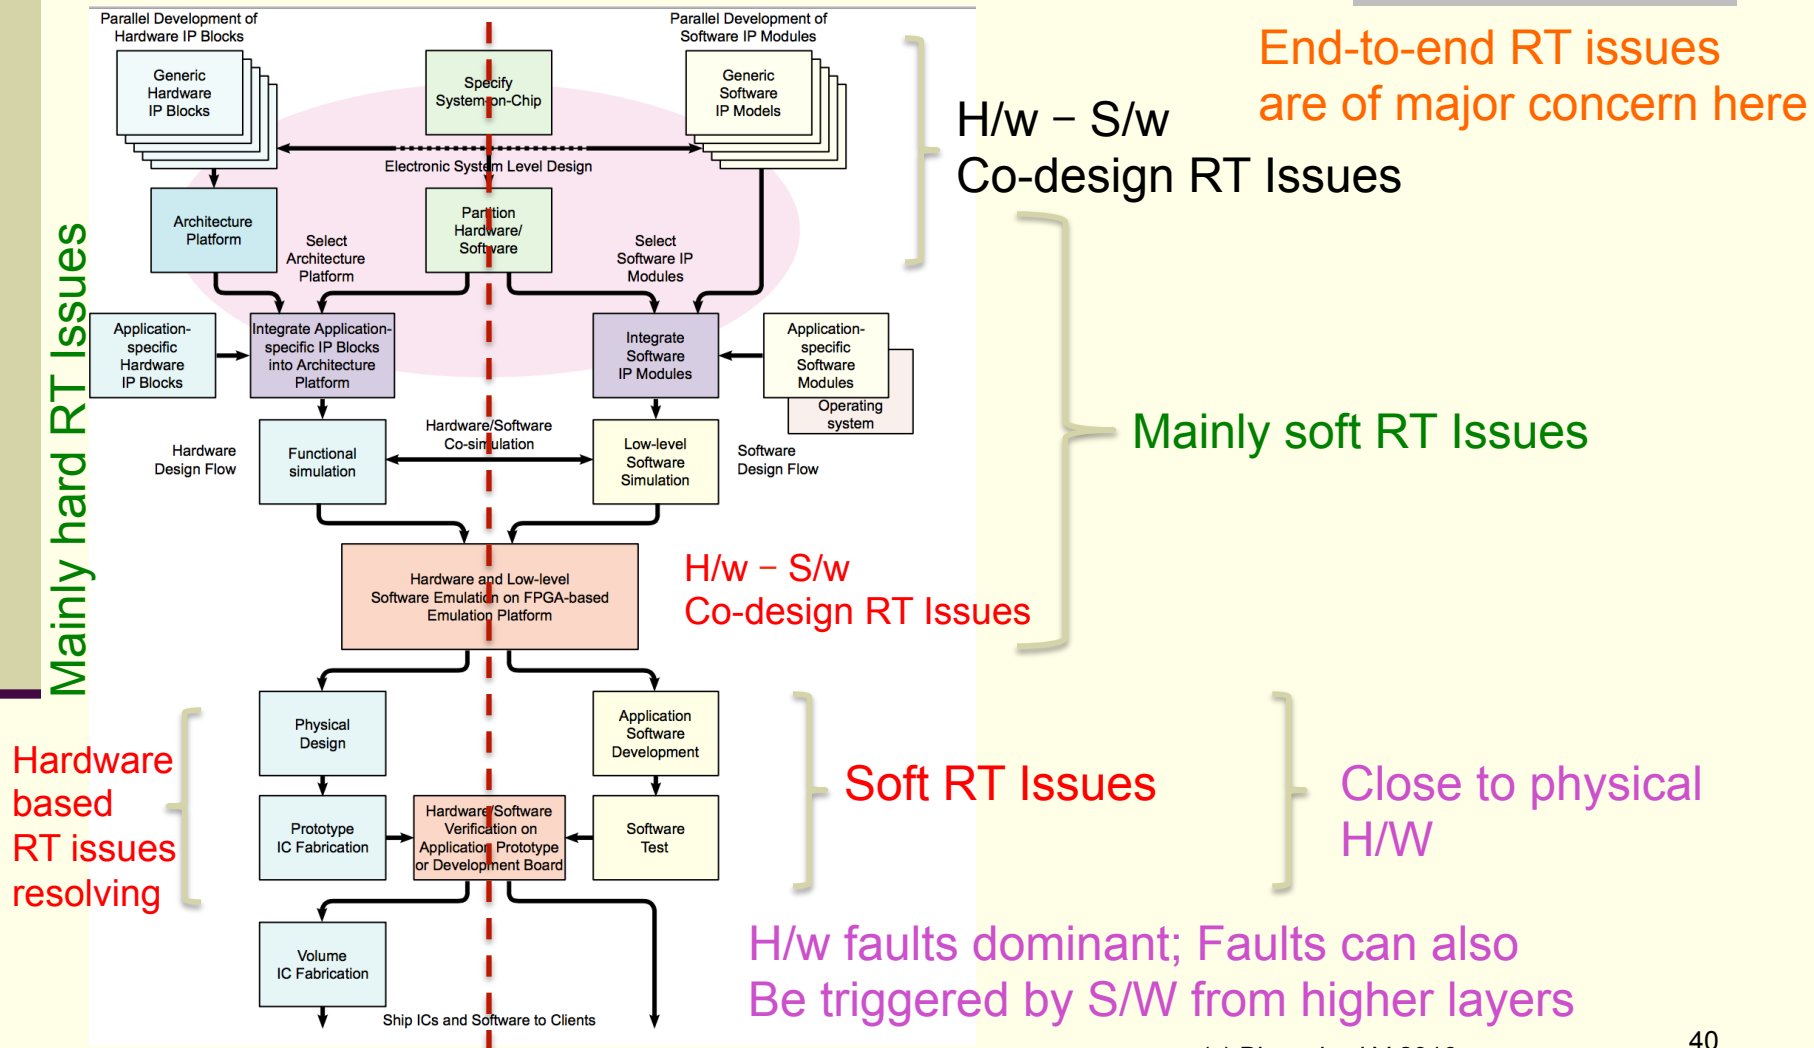 Parallel Development of
Hardware IP Blocks
Parallel Development of
Software IP Modules
End-to-end RT issues
are of major concern here
Generic
Hardware
IP Blocks
Specify
System-on-Chip
Generic
Software
IP Models
H/w – S/w
Co-design RT Issues
Electronic System Level Design
Architecture
Platform
Select
Architecture
Platform
Partition
Hardware/
Software
Select
Software IP
Modules
Mainly hard RT Issues
Application-
specific
Hardware
IP Blocks
Integrate Application-
specific IP Blocks
into Architecture
Platform
Integrate
Software
IP Modules
Application-
specific
Software
Modules
Operating
system
Mainly soft RT Issues
Hardware
Design Flow
Functional
simulation
Hardware/Software
Co-simulation
Low-level
Software
Simulation
Software
Design Flow
Hardware and Low-level
Software Emulation on FPGA-based
Emulation Platform
H/w – S/w
Co-design RT Issues
Physical
Design
Application
Software
Development
Hardware
based
RT issues
resolving
Soft RT Issues
Close to physical
H/W
Prototype
IC Fabrication
Hardware/Software
Verification on
Application Prototype
or Development Board
Software
Test
Volume
IC Fabrication
H/w faults dominant; Faults can also
Be triggered by S/W from higher layers
Ship ICs and Software to Clients
40